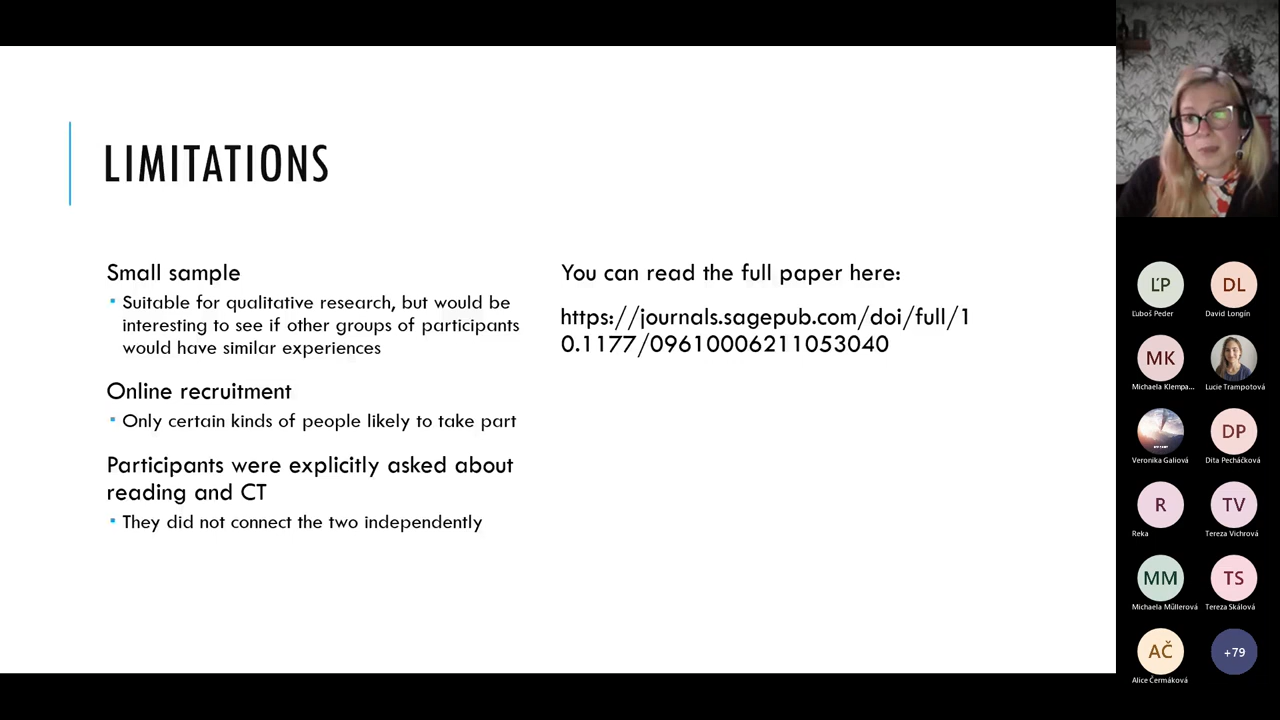 LIMITATIONS
Small sample
Suitable for qualitative research, but would be
interesting to see if other groups of participants
would have similar experiences
Online recruitment
Only certain kinds of people likely to take part
Participants were explicitly asked about
reading and CT
They did not connect the two independently
You can read the full paper here:
https://journals.sagepub.com/doi/full/1
0.1177/09610006211053040
ĽP
DL
Ľuboš Peder
David Longin
MK
Michaela Klempa...
Lucie Trampotová
DP
Veronika Galiová
Dita Pecháčková
R
TV
Reka
Tereza Vichrová
MM
TS
Michaela Műllerová
Tereza Skálová
AČ
+79
Alice Čermáková